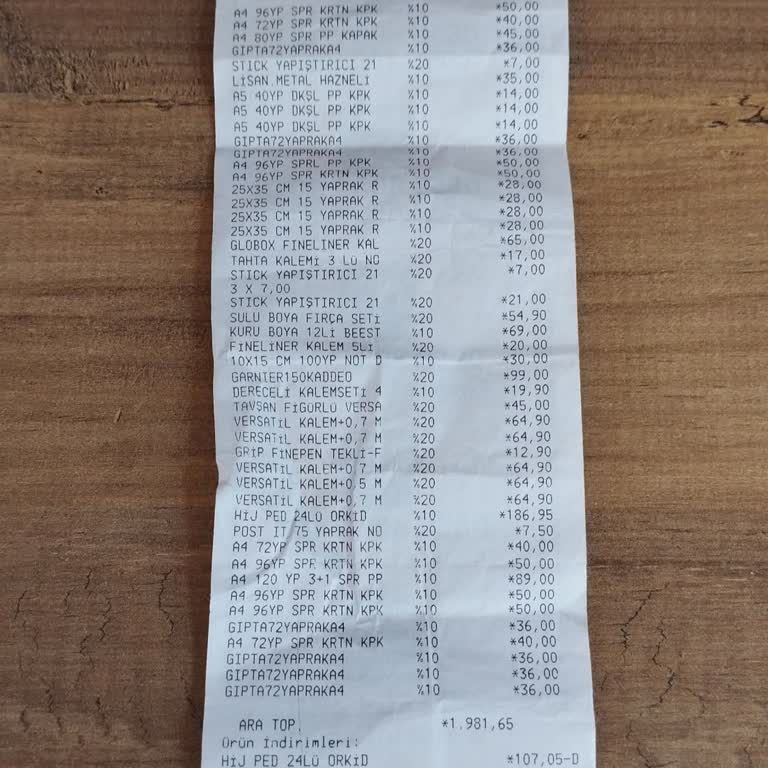 A4 96YP SPR KRTN KPK %10 *50,00
A4 72YP SPR KRTN KPK %10 *40,00
A4 80YP SPR PP KAPAK %10 *45,00
GIPTA72YAPRAKA4 %10 *36,00
STICK YAPIŞTIRICI 21 %20 *7,00
LİSAN.METAL HAZNELİ %10 *35,00
A5 40YP DKŞL PP KPK %10 *14,00
A5 40YP DKŞL PP KPK %10 *14,00
A5 40YP DKŞL PP KPK %10 *14,00
GIPTA72YAPRAKA4 %10 *36,00
GIPTA72YAPRAKA4 %10 *36,00
A4 96YP SPRL PP KPK %10 *50,00
A4 96YP SPR KRTN KPK %10 *50,00
25X35 CM 15 YAPRAK R %10 *28,00
25X35 CM 15 YAPRAK R %10 *28,00
25X35 CM 15 YAPRAK R %10 *28,00
25X35 CM 15 YAPRAK R %10 *28,00
GLOBOX FINELINER KAL %20 *65,00
TAHTA KALEMİ 3 LÜ NG %20 *17,00
STICK YAPIŞTIRICI 21 %20 *7,00
3 X 7,00
STICK YAPIŞTIRICI 21 %20 *21,00
SULU BOYA FIRÇA SETİ %20 *54,90
KURU BOYA 12Lİ BEEST %10 *69,00
FİNELİNER KALEM 5Lİ %20 *20,00
10X15 CM 100YP NOT D %10 *30,00
GARNIER150KADDEO %20 *99,00
DERECELİ KALEMSETİ 4 %10 *19,90
TAVŞAN FİGÜRLÜ VERSA %20 *45,00
VERSATİL KALEM+0,7 M %20 *64,90
VERSATİL KALEM+0,7 M %20 *64,90
GRİP FİNEPEN TEKLİ-F %20 *12,90
VERSATİL KALEM+0,7 M %20 *64,90
VERSATİL KALEM+0,5 M %20 *64,90
VERSATİL KALEM+0,7 M %20 *64,90
HİJ PED 24LÜ ORKİD %10 *186,95
POST IT 75 YAPRAK NO %20 *7,50
A4 72YP SPR KRTN KPK %10 *40,00
A4 96YP SPR KRTN KPK %10 *50,00
A4 120 YP 3+1 SPR PP %10 *89,00
A4 96YP SPR KRTN KPK %10 *50,00
A4 96YP SPR KRTN KPK %10 *50,00
GIPTA72YAPRAKA4 %10 *36,00
A4 72YP SPR KRTN KPK %10 *40,00
GIPTA72YAPRAKA4 %10 *36,00
GIPTA72YAPRAKA4 %10 *36,00
GIPTA72YAPRAKA4 %10 *36,00
ARA TOP. *1.981,65
Ürün İndirimleri:
HİJ PED 24LÜ ORKİD *107,05-D